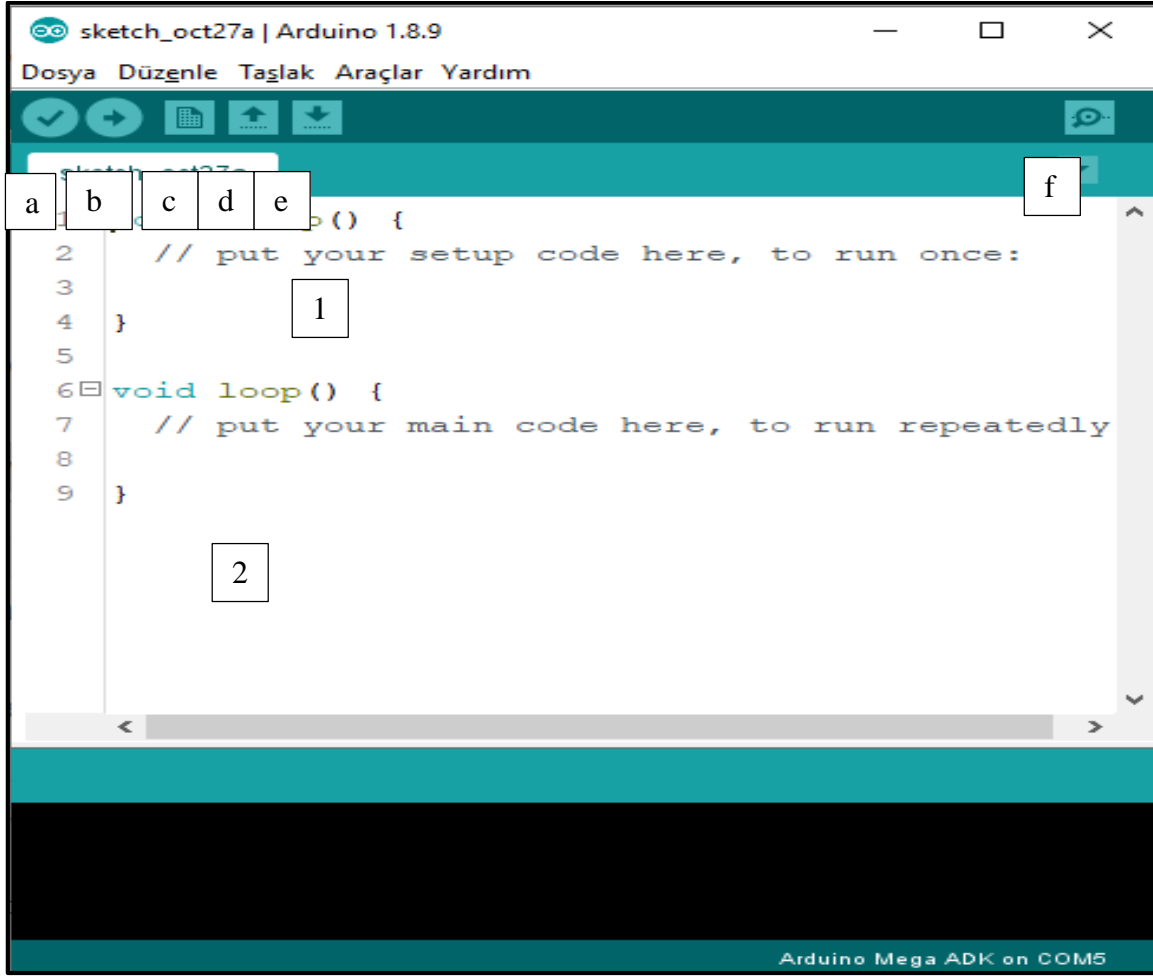 sketch_oct27a | Arduino 1.8.9
Dosya Düzenle Taslak Araçlar Yardım
sketch_oct27a
a b c d e f
() {
2 // put your setup code here, to run once:
3
1
4 }
5
6 void loop() {
7 // put your main code here, to run repeatedly
8
9 }
2
Arduino Mega ADK on COM5